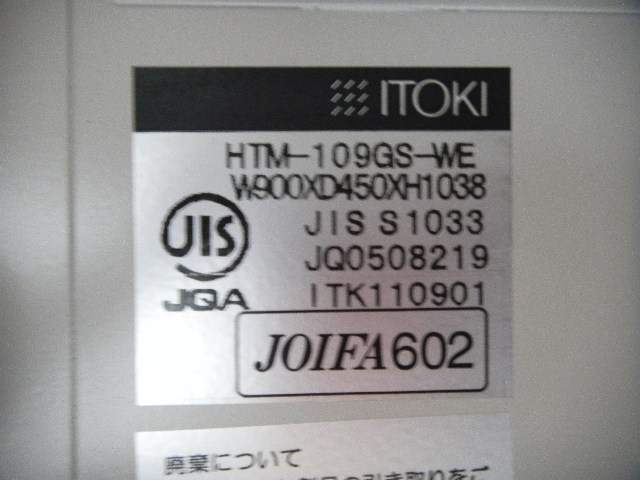 ITOKI
HTM-109GS-WE
W900XD450XH1038
JIS S1033
JIS
JQ0508219
JQA
ITK110901
JOIFA602
廃棄について